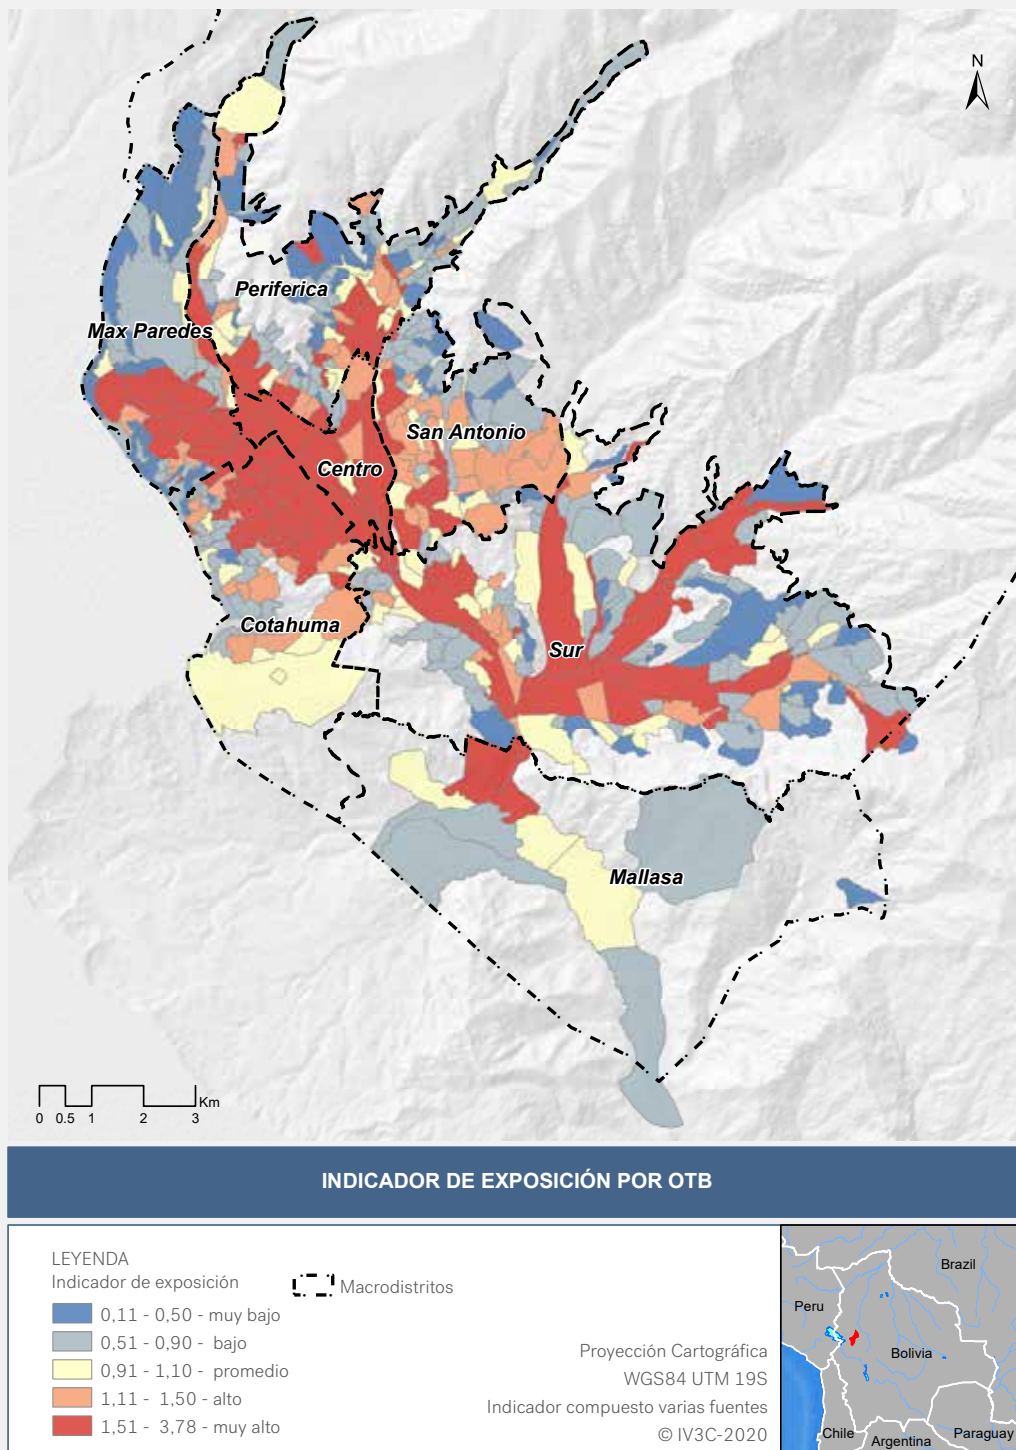 N
Periferica
Max Paredes
San Antonio
Centro
Cotahuma
Sur
Mallasa
Km
0 0.5 1 2 3
INDICADOR DE EXPOSICIÓN POR OTB
LEYENDA
Indicador de exposición
Macrodistritos
0,11 - 0,50 - muy bajo
0,51 - 0,90 - bajo
0,91 - 1,10 - promedio
1,11 - 1,50 - alto
1,51 - 3,78 - muy alto
Proyección Cartográfica
WGS84 UTM 19S
Indicador compuesto varias fuentes
© IV3C-2020
Brazil
Peru
Bolivia
Chile
Paraguay
Argentina